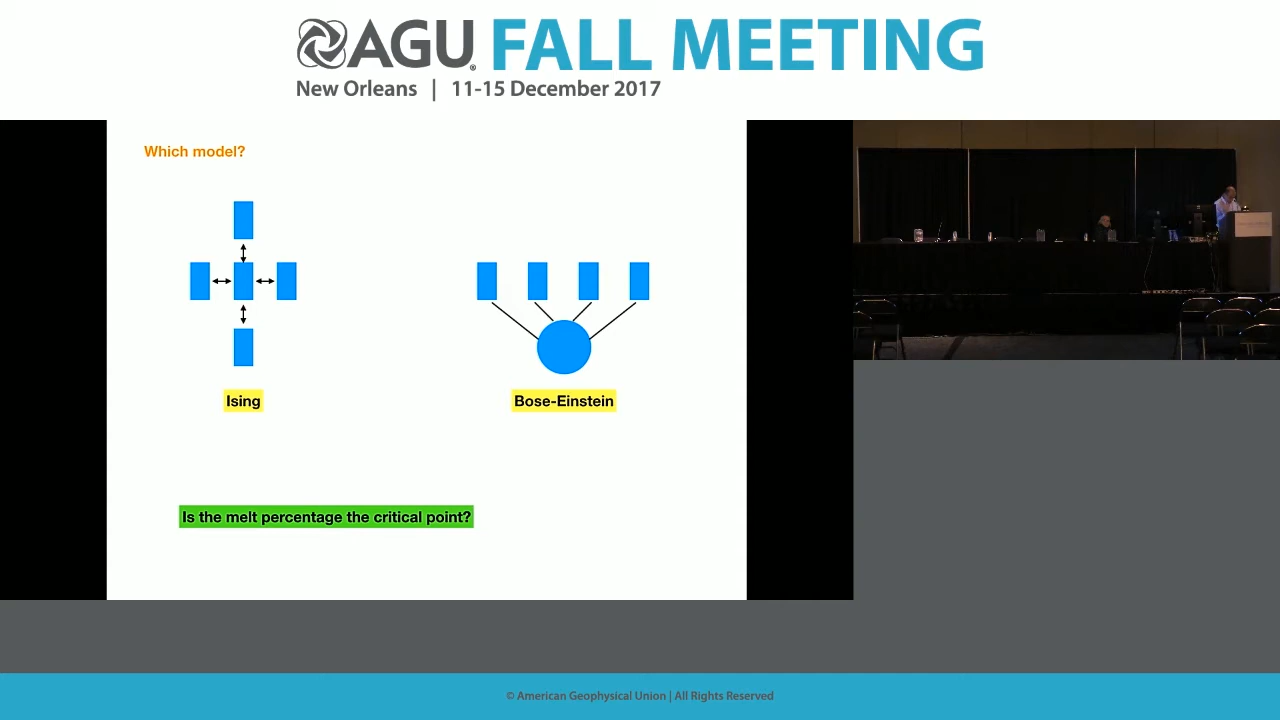 AGU FALL MEETING
New Orleans | 11-15 December 2017
Which model?
Ising
Bose-Einstein
Is the melt percentage the critical point?
© American Geophysical Union | All Rights Reserved